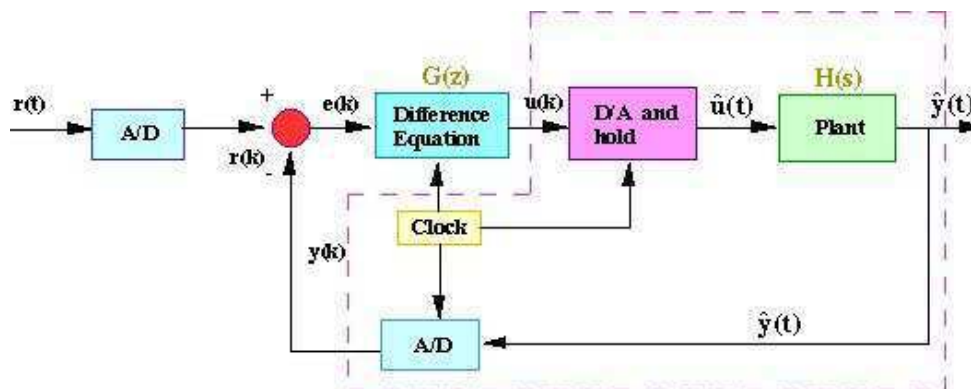 G(z)
H(s)
r(t)
+
e(k)
u(k)
û(t)
ŷ(t)
A/D
Difference
Equation
D/A and
hold
Plant
r(k)
-
Clock
y(k)
A/D
ŷ(t)